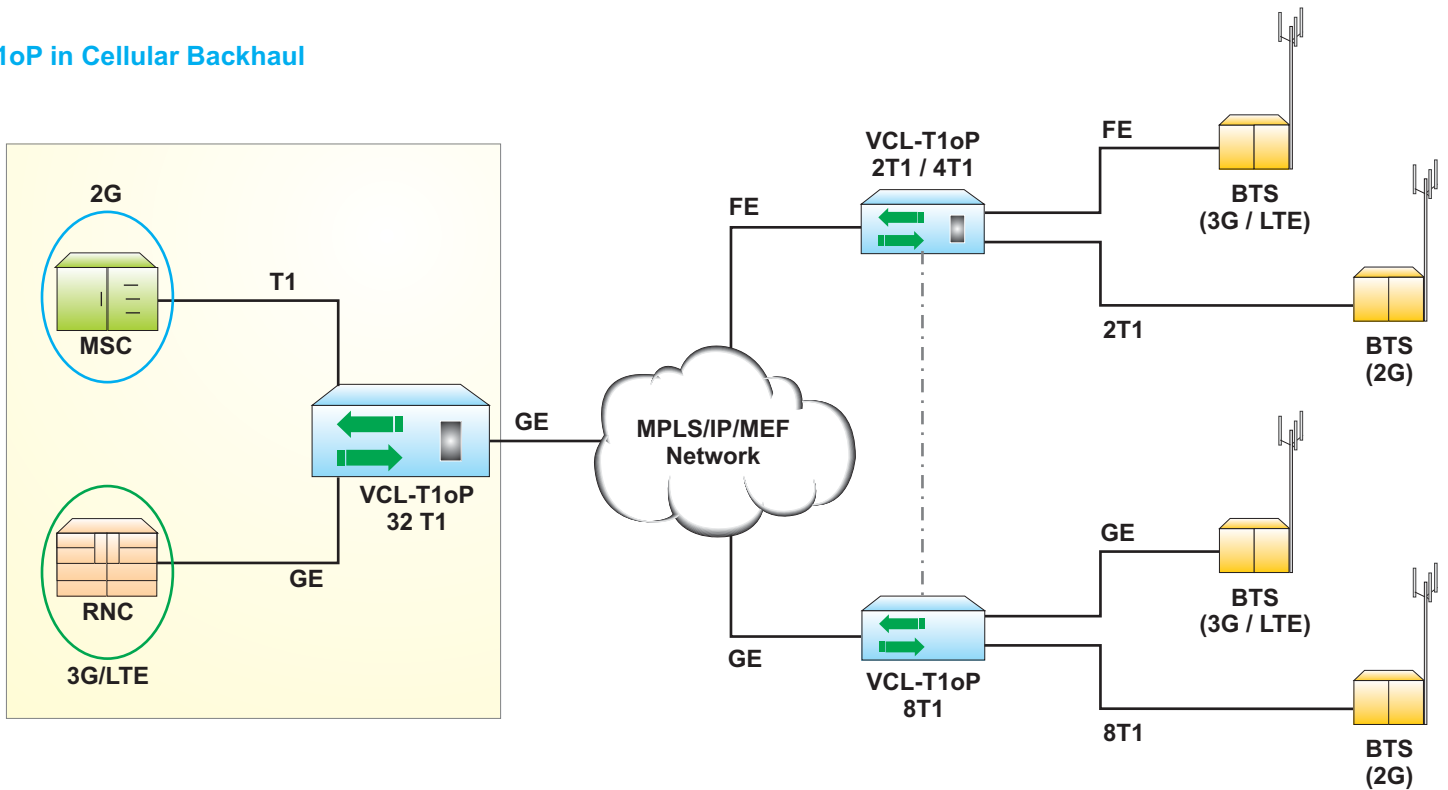 1oP in Cellular Backhaul
2G
MSC
T1
VCL-T1oP
32 T1
RNC
3G/LTE
GE
GE
MPLS/IP/MEF
Network
FE
VCL-T1oP
2T1 / 4T1
FE
BTS
(3G / LTE)
2T1
BTS
(2G)
GE
VCL-T1oP
8T1
GE
BTS
(3G / LTE)
8T1
BTS
(2G)